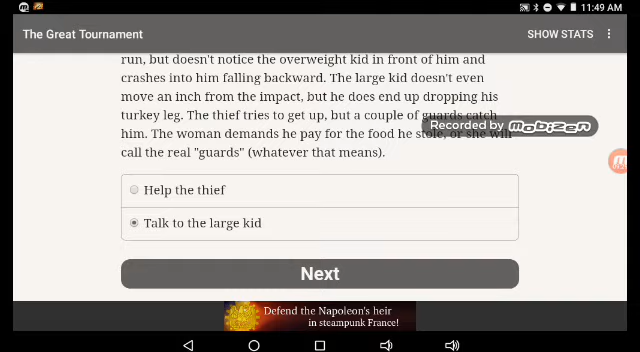 11:49 AM
The Great Tournament
SHOW STATS
run, but doesn't notice the overweight kid in front of him and
crashes into him falling backward. The large kid doesn't even
move an inch from the impact, but he does end up dropping his
turkey leg. The thief tries to get up, but a couple of guards catch
him. The woman demands he pay for the food he stole, or she will
call the real "guards" (whatever that means).
Recorded by mobizen
Help the thief
Talk to the large kid
Next
Defend the Napoleon's heir
in steampunk France!